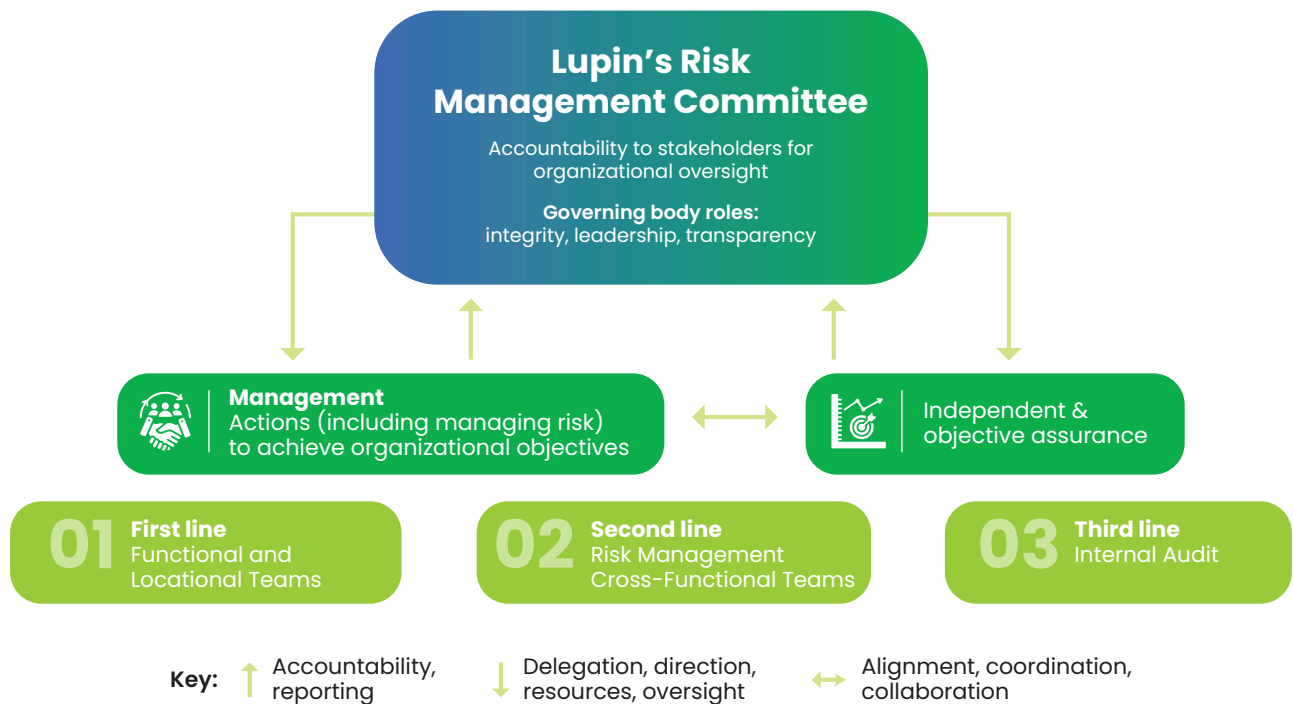 Lupin’s Risk
Management Committee
Accountability to stakeholders for
organizational oversight
Governing body roles:
integrity, leadership, transparency
Management
Actions (including managing risk)
to achieve organizational objectives
Independent &
objective assurance
01
First line
Functional and
Locational Teams
02
Second line
Risk Management
Cross-Functional Teams
03
Third line
Internal Audit
Key:
Accountability,
reporting
Delegation, direction,
resources, oversight
Alignment, coordination,
collaboration